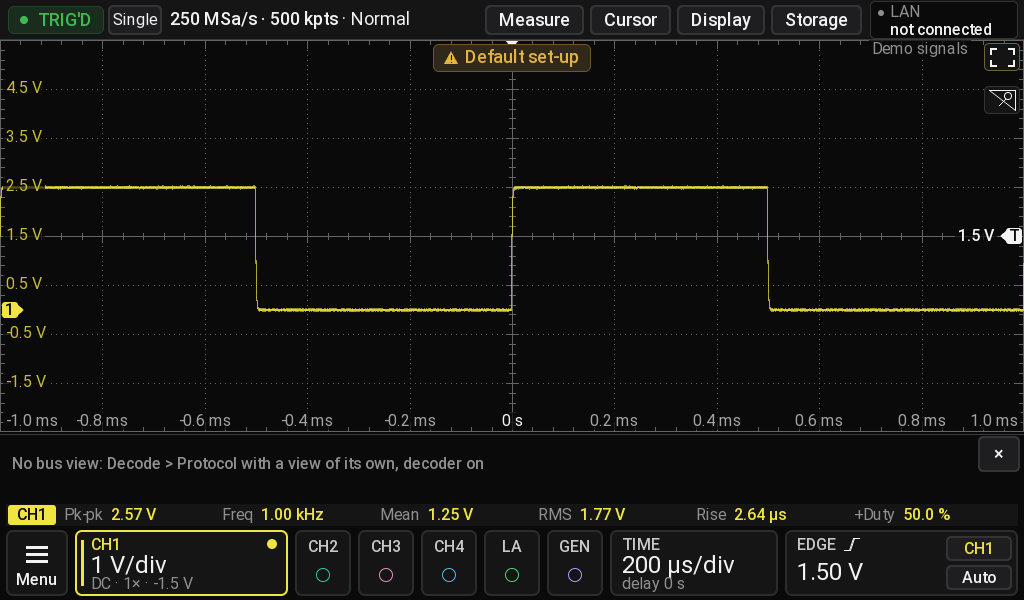 TRIG'D Single 250 MSa/s · 500 kpts · Normal Measure Cursor Display Storage LAN
not connected
Demo signals
Default set-up
4.5 V
3.5 V
2.5 V
1.5 V 1.5 V T
0.5 V
1
-0.5 V
-1.5 V
-1.0 ms -0.8 ms -0.6 ms -0.4 ms -0.2 ms 0 s 0.2 ms 0.4 ms 0.6 ms 0.8 ms 1.0 ms
No bus view: Decode > Protocol with a view of its own, decoder on ×
CH1 Pk-pk 2.57 V Freq 1.00 kHz Mean 1.25 V RMS 1.77 V Rise 2.64 µs +Duty 50.0 %
Menu
CH1
1 V/div
DC · 1× · -1.5 V
CH2 CH3 CH4 LA GEN
TIME
200 µs/div
delay 0 s
EDGE CH1
1.50 V Auto